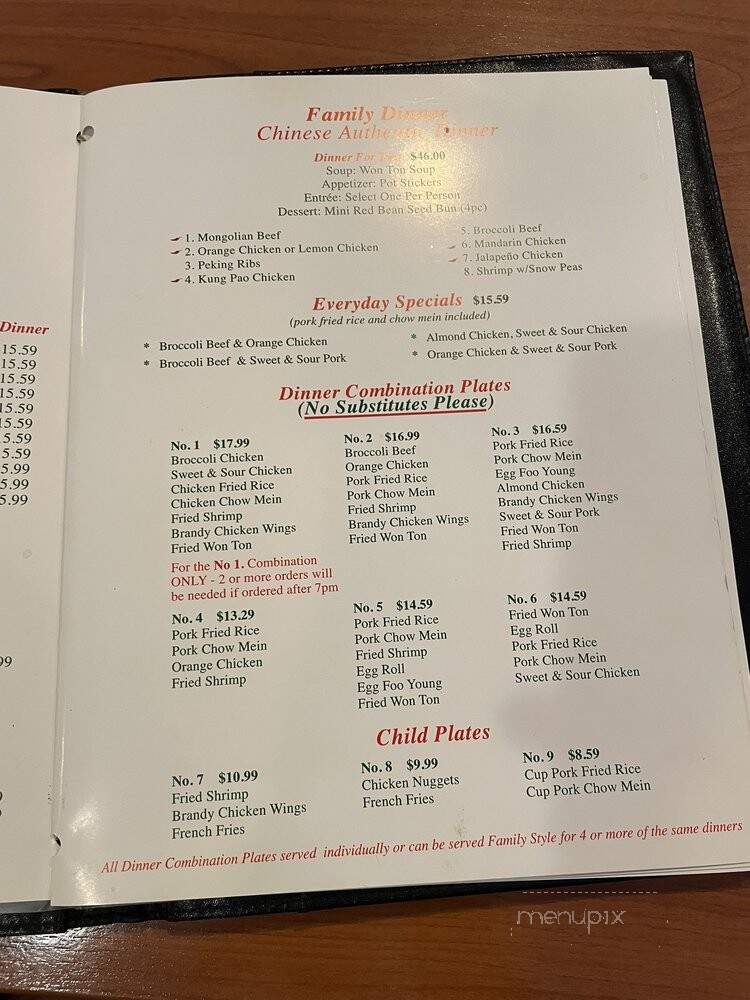 Family Dinner
Chinese Authentic Dinner
Dinner For Two $46.00
Soup: Won Ton Soup
Appetizer: Pot Stickers
Entrée: Select One Per Person
Dessert: Mini Red Bean Seed Bun (4pc)
1. Mongolian Beef
2. Orange Chicken or Lemon Chicken
3. Peking Ribs
4. Kung Pao Chicken
5. Broccoli Beef
6. Mandarin Chicken
7. Jalapeño Chicken
8. Shrimp w/Snow Peas
Everyday Specials $15.59
(pork fried rice and chow mein included)
* Broccoli Beef & Orange Chicken
* Broccoli Beef & Sweet & Sour Pork
* Almond Chicken, Sweet & Sour Chicken
* Orange Chicken & Sweet & Sour Pork
Dinner Combination Plates
(No Substitutes Please)
No. 1 $17.99
Broccoli Chicken
Sweet & Sour Chicken
Chicken Fried Rice
Chicken Chow Mein
Fried Shrimp
Brandy Chicken Wings
Fried Won Ton
For the No 1. Combination
ONLY - 2 or more orders will
be needed if ordered after 7pm
No. 2 $16.99
Broccoli Beef
Orange Chicken
Pork Fried Rice
Pork Chow Mein
Fried Shrimp
Brandy Chicken Wings
Fried Won Ton
No. 3 $16.59
Pork Fried Rice
Pork Chow Mein
Egg Foo Young
Almond Chicken
Brandy Chicken Wings
Sweet & Sour Pork
Fried Won Ton
Fried Shrimp
No. 4 $13.29
Pork Fried Rice
Pork Chow Mein
Orange Chicken
Fried Shrimp
No. 5 $14.59
Pork Fried Rice
Pork Chow Mein
Fried Shrimp
Egg Roll
Egg Foo Young
Fried Won Ton
No. 6 $14.59
Fried Won Ton
Egg Roll
Pork Fried Rice
Pork Chow Mein
Sweet & Sour Chicken
Child Plates
No. 7 $10.99
Fried Shrimp
Brandy Chicken Wings
French Fries
No. 8 $9.99
Chicken Nuggets
French Fries
No. 9 $8.59
Cup Pork Fried Rice
Cup Pork Chow Mein
All Dinner Combination Plates served individually or can be served Family Style for 4 or more of the same dinners
Dinner
15.59
15.59
15.59
15.59
15.59
15.59
5.59
5.59
5.99
5.99
5.99
99
menupix